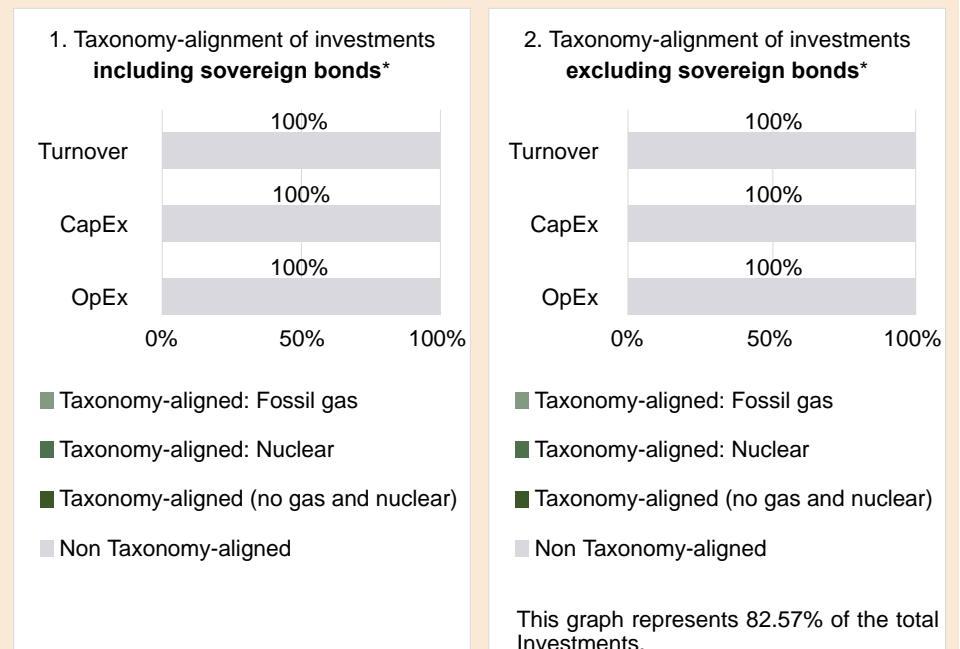 1. Taxonomy-alignment of investments
including sovereign bonds*
100%
Turnover
100%
CapEx
100%
OpEx
0% 50% 100%
Taxonomy-aligned: Fossil gas
Taxonomy-aligned: Nuclear
Taxonomy-aligned (no gas and nuclear)
Non Taxonomy-aligned
2. Taxonomy-alignment of investments
excluding sovereign bonds*
100%
Turnover
100%
CapEx
100%
OpEx
0% 50% 100%
Taxonomy-aligned: Fossil gas
Taxonomy-aligned: Nuclear
Taxonomy-aligned (no gas and nuclear)
Non Taxonomy-aligned
This graph represents 82.57% of the total
Investments.